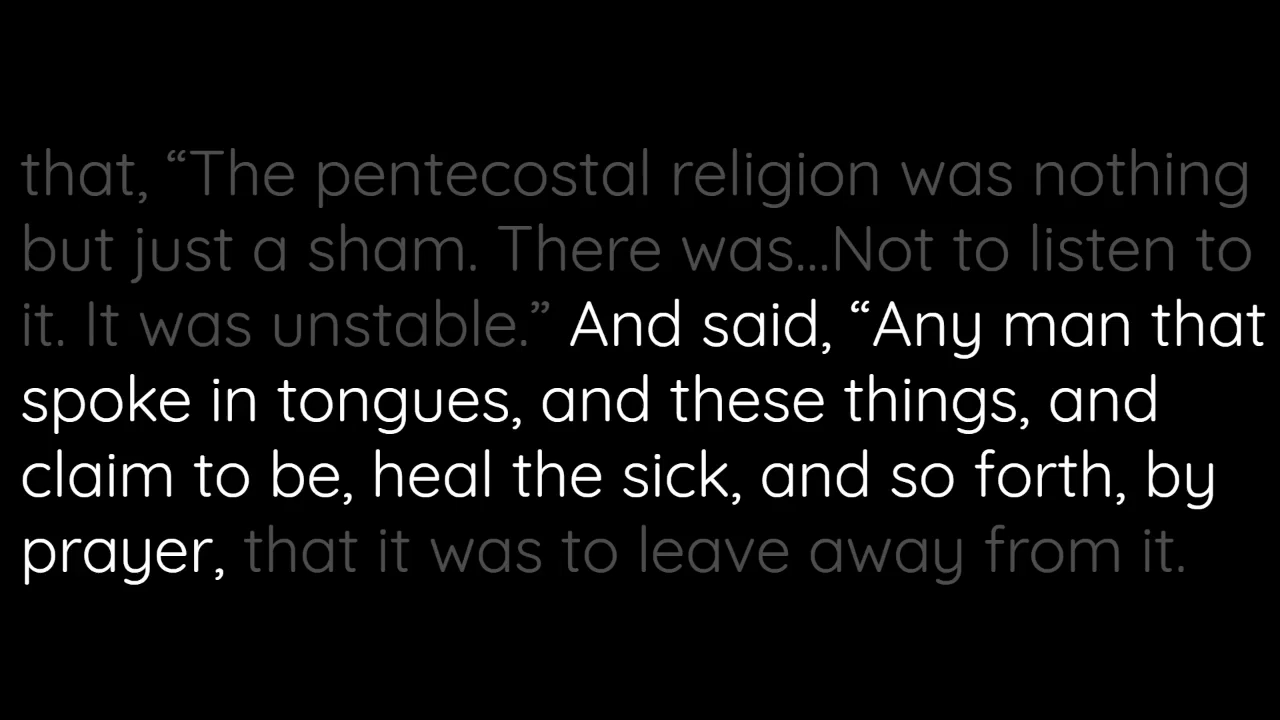 that, “The pentecostal religion was nothing
but just a sham. There was...Not to listen to
it. It was unstable.” And said, “Any man that
spoke in tongues, and these things, and
claim to be, heal the sick, and so forth, by
prayer, that it was to leave away from it.